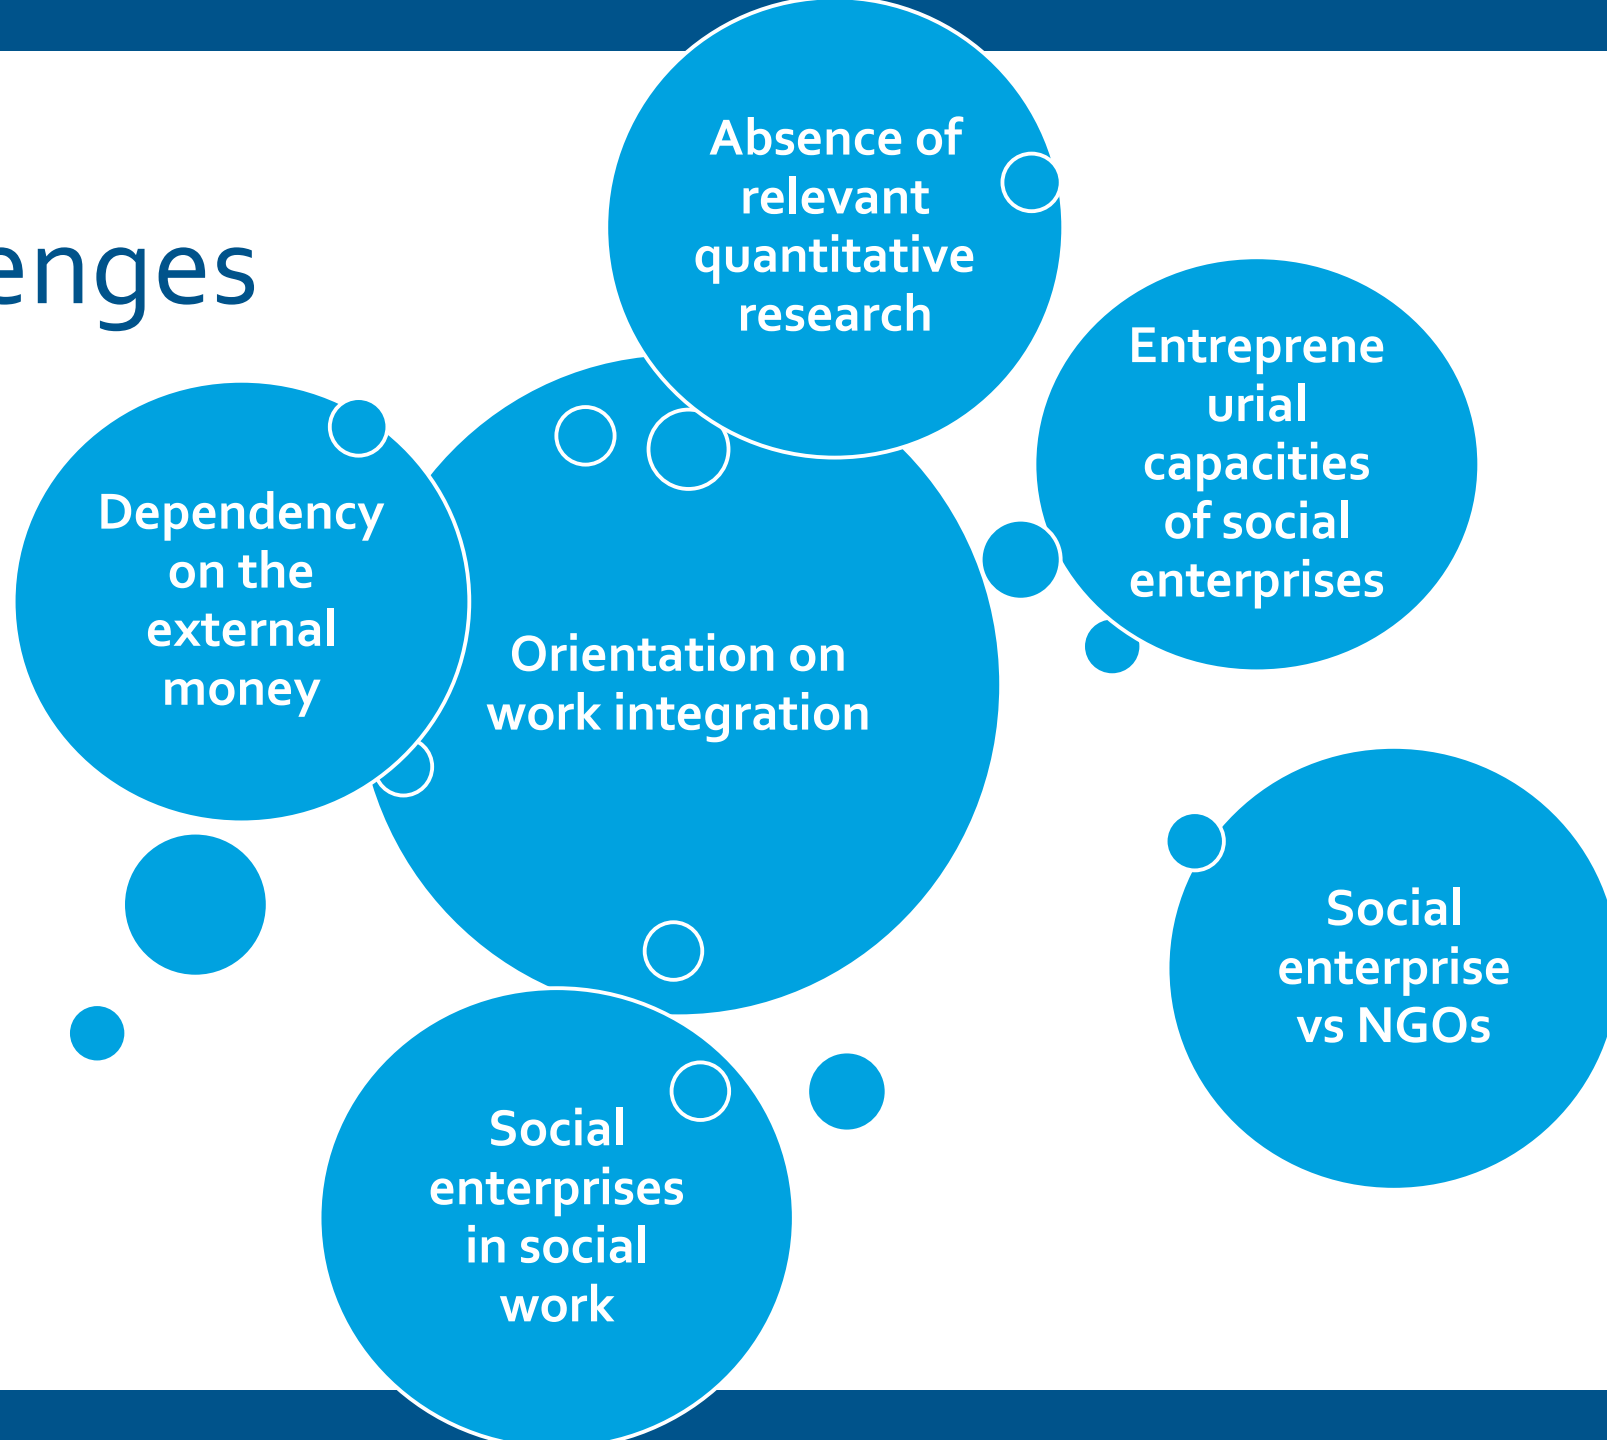 enges
Absence of
relevant
quantitative
research
Entreprene
urial
capacities
of social
enterprises
Dependency
on the
external
money
Orientation on
work integration
Social
enterprise
vs NGOs
Social
enterprises
in social
work